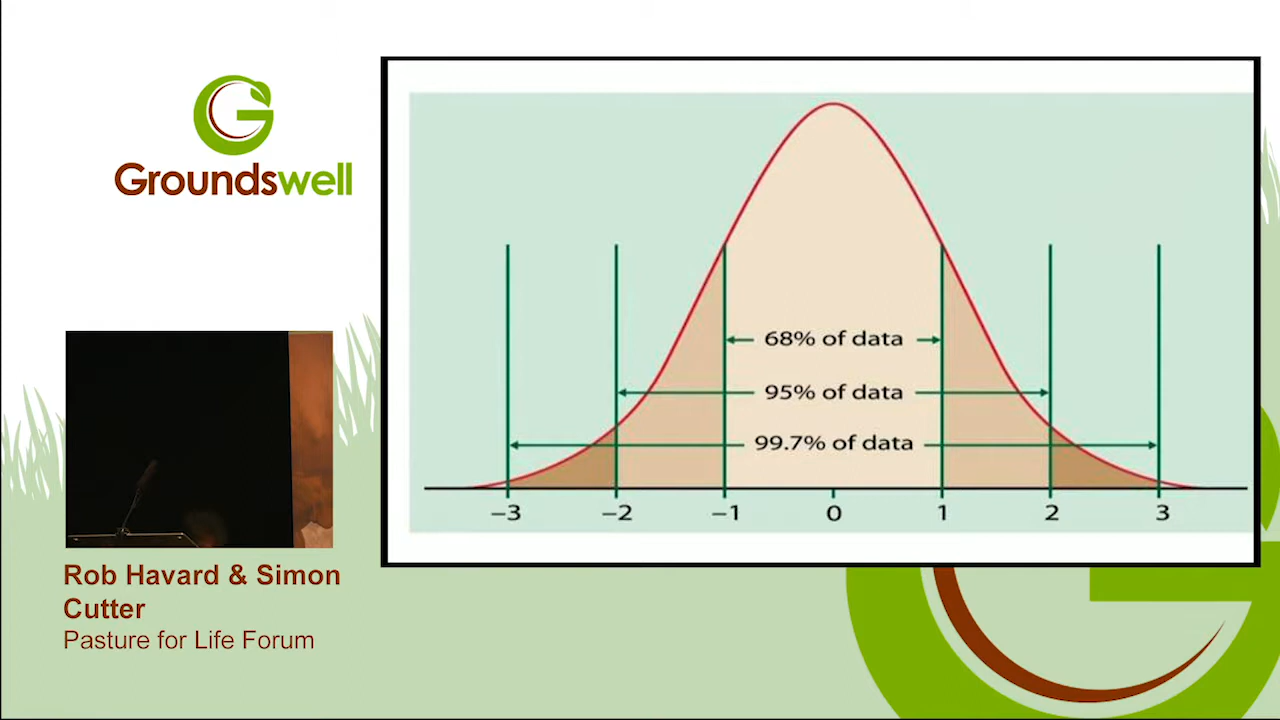 Groundswell
68% of data
95% of data
99.7% of data
−3 −2 −1 0 1 2 3
Rob Havard & Simon
Cutter
Pasture for Life Forum